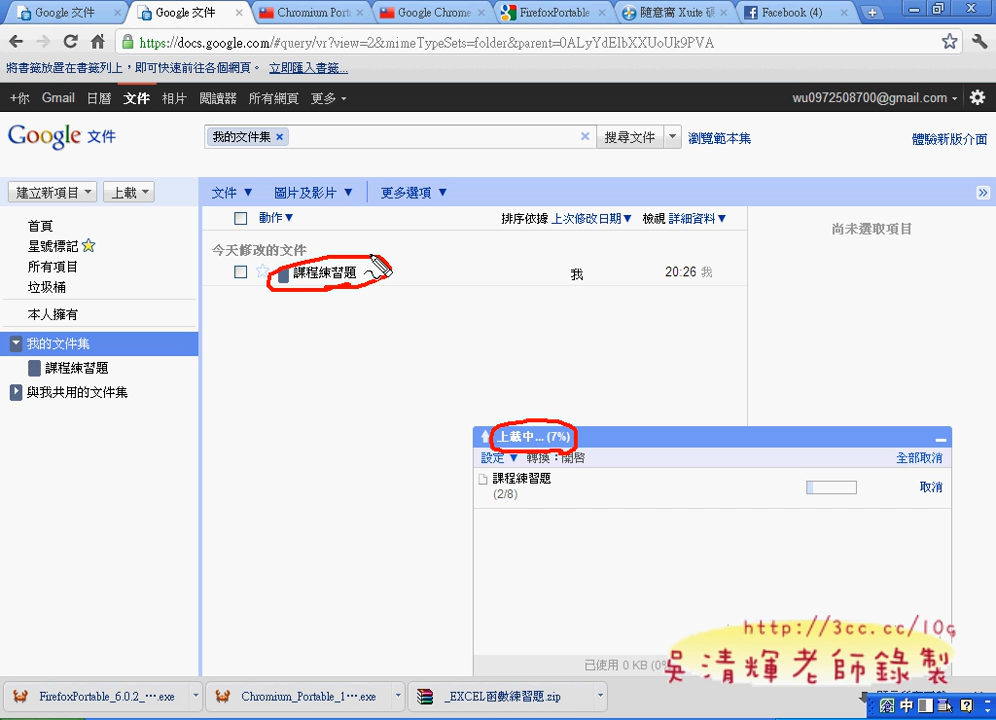 Google 文件
Google 文件
Chromium Port
Google Chrome
FirefoxPortable
隨意窩 Xuite
Facebook (4)
https://docs.google.com/#query/vr?view=2&mimeTypeSets=folder&parent=0ALyYdElbXXUoUk9PVA
將書籤放置在書籤列上，即可快速前往各個網頁。 立即匯入書籤...
+你 Gmail 日曆 文件 相片 閱讀器 所有網頁 更多
wu0972508700@gmail.com
Google 文件
我的文件集 ×
搜尋文件
瀏覽範本集
體驗新版介面
建立新項目
上載
文件 ▼ 圖片及影片 ▼ 更多選項 ▼
動作▼
排序依據 上次修改日期▼ 檢視 詳細資料▼
尚未選取項目
首頁
星號標記
所有項目
垃圾桶
本人擁有
我的文件集
課程練習題
與我共用的文件集
今天修改的文件
課程練習題
我
20:26 我
上載中... (7%)
設定 ▼ 轉換：開啓
全部取消
課程練習題
(2/8)
取消
已使用 0 KB (0%
http://3cc.cc/10g
吳清輝老師錄製
FirefoxPortable_6.0.2_....exe
Chromium_Portable_1....exe
_EXCEL函數練習題.zip
中